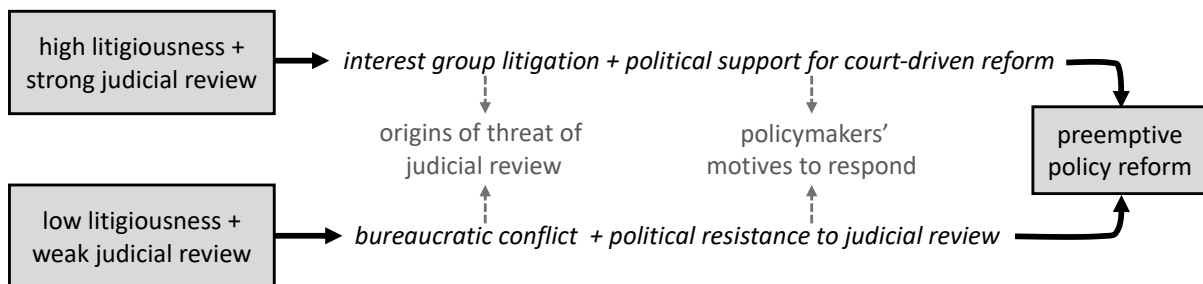 high litigiousness +
strong judicial review
interest group litigation + political support for court-driven reform
origins of threat of
judicial review
policymakers’
motives to respond
preemptive
policy reform
low litigiousness +
weak judicial review
bureaucratic conflict + political resistance to judicial review